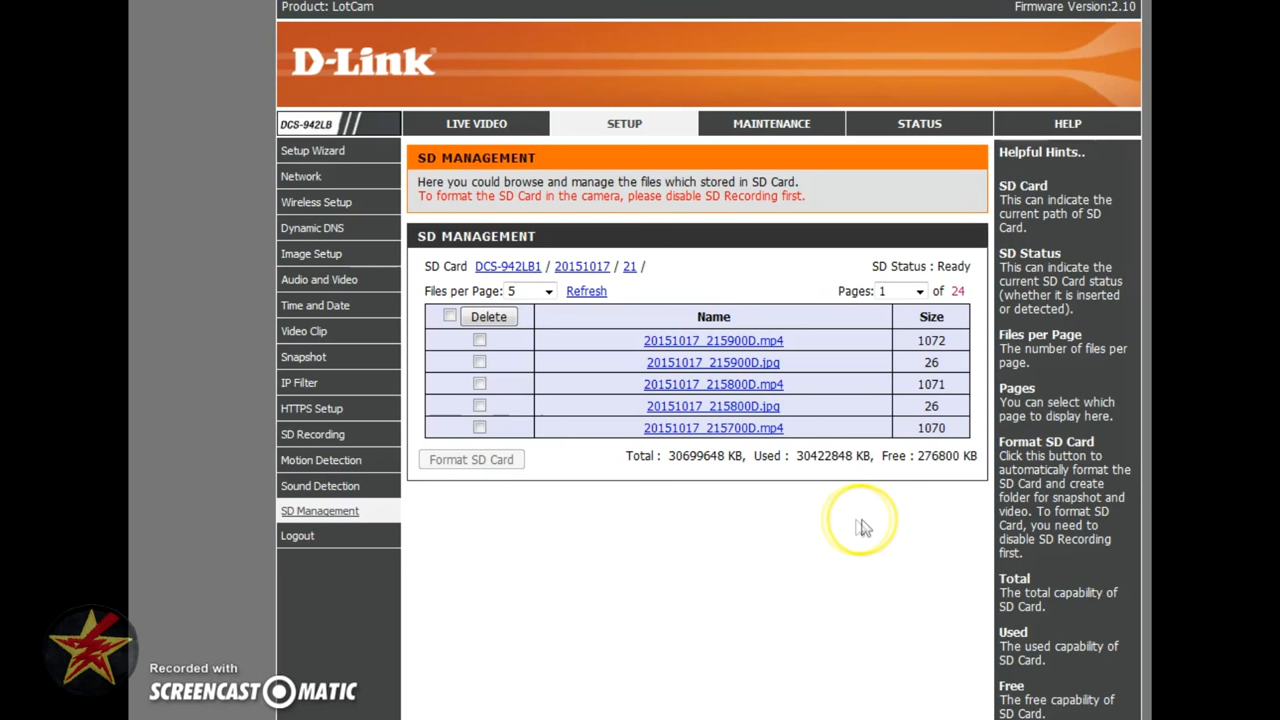 Product: LotCam
Firmware Version:2.10
D-Link
DCS-942LB
LIVE VIDEO
SETUP
MAINTENANCE
STATUS
HELP
Setup Wizard
Network
Wireless Setup
Dynamic DNS
Image Setup
Audio and Video
Time and Date
Video Clip
Snapshot
IP Filter
HTTPS Setup
SD Recording
Motion Detection
Sound Detection
SD Management
Logout
SD MANAGEMENT
Here you could browse and manage the files which stored in SD Card.
To format the SD Card in the camera, please disable SD Recording first.
SD MANAGEMENT
SD Card DCS-942LB1 / 20151017 / 21 /
SD Status : Ready
Files per Page: 5 Refresh
Pages: 1 of 24
Delete Name Size
20151017_215900D.mp4 1072
20151017_215900D.jpg 26
20151017_215800D.mp4 1071
20151017_215800D.jpg 26
20151017_215700D.mp4 1070
Format SD Card
Total : 30699648 KB, Used : 30422848 KB, Free : 276800 KB
Helpful Hints..
SD Card
This can indicate the
current path of SD
Card.
SD Status
This can indicate the
current SD Card status
(whether it is inserted
or detected).
Files per Page
The number of files per
page.
Pages
You can select which
page to display here.
Format SD Card
Click this button to
automatically format the
SD Card and create
folder for snapshot and
video. To format SD
Card, you need to
disable SD Recording
first.
Total
The total capability of
SD Card.
Used
The used capability of
SD Card.
Free
The free capability of
SD Card.
Recorded with
SCREENCAST-O-MATIC